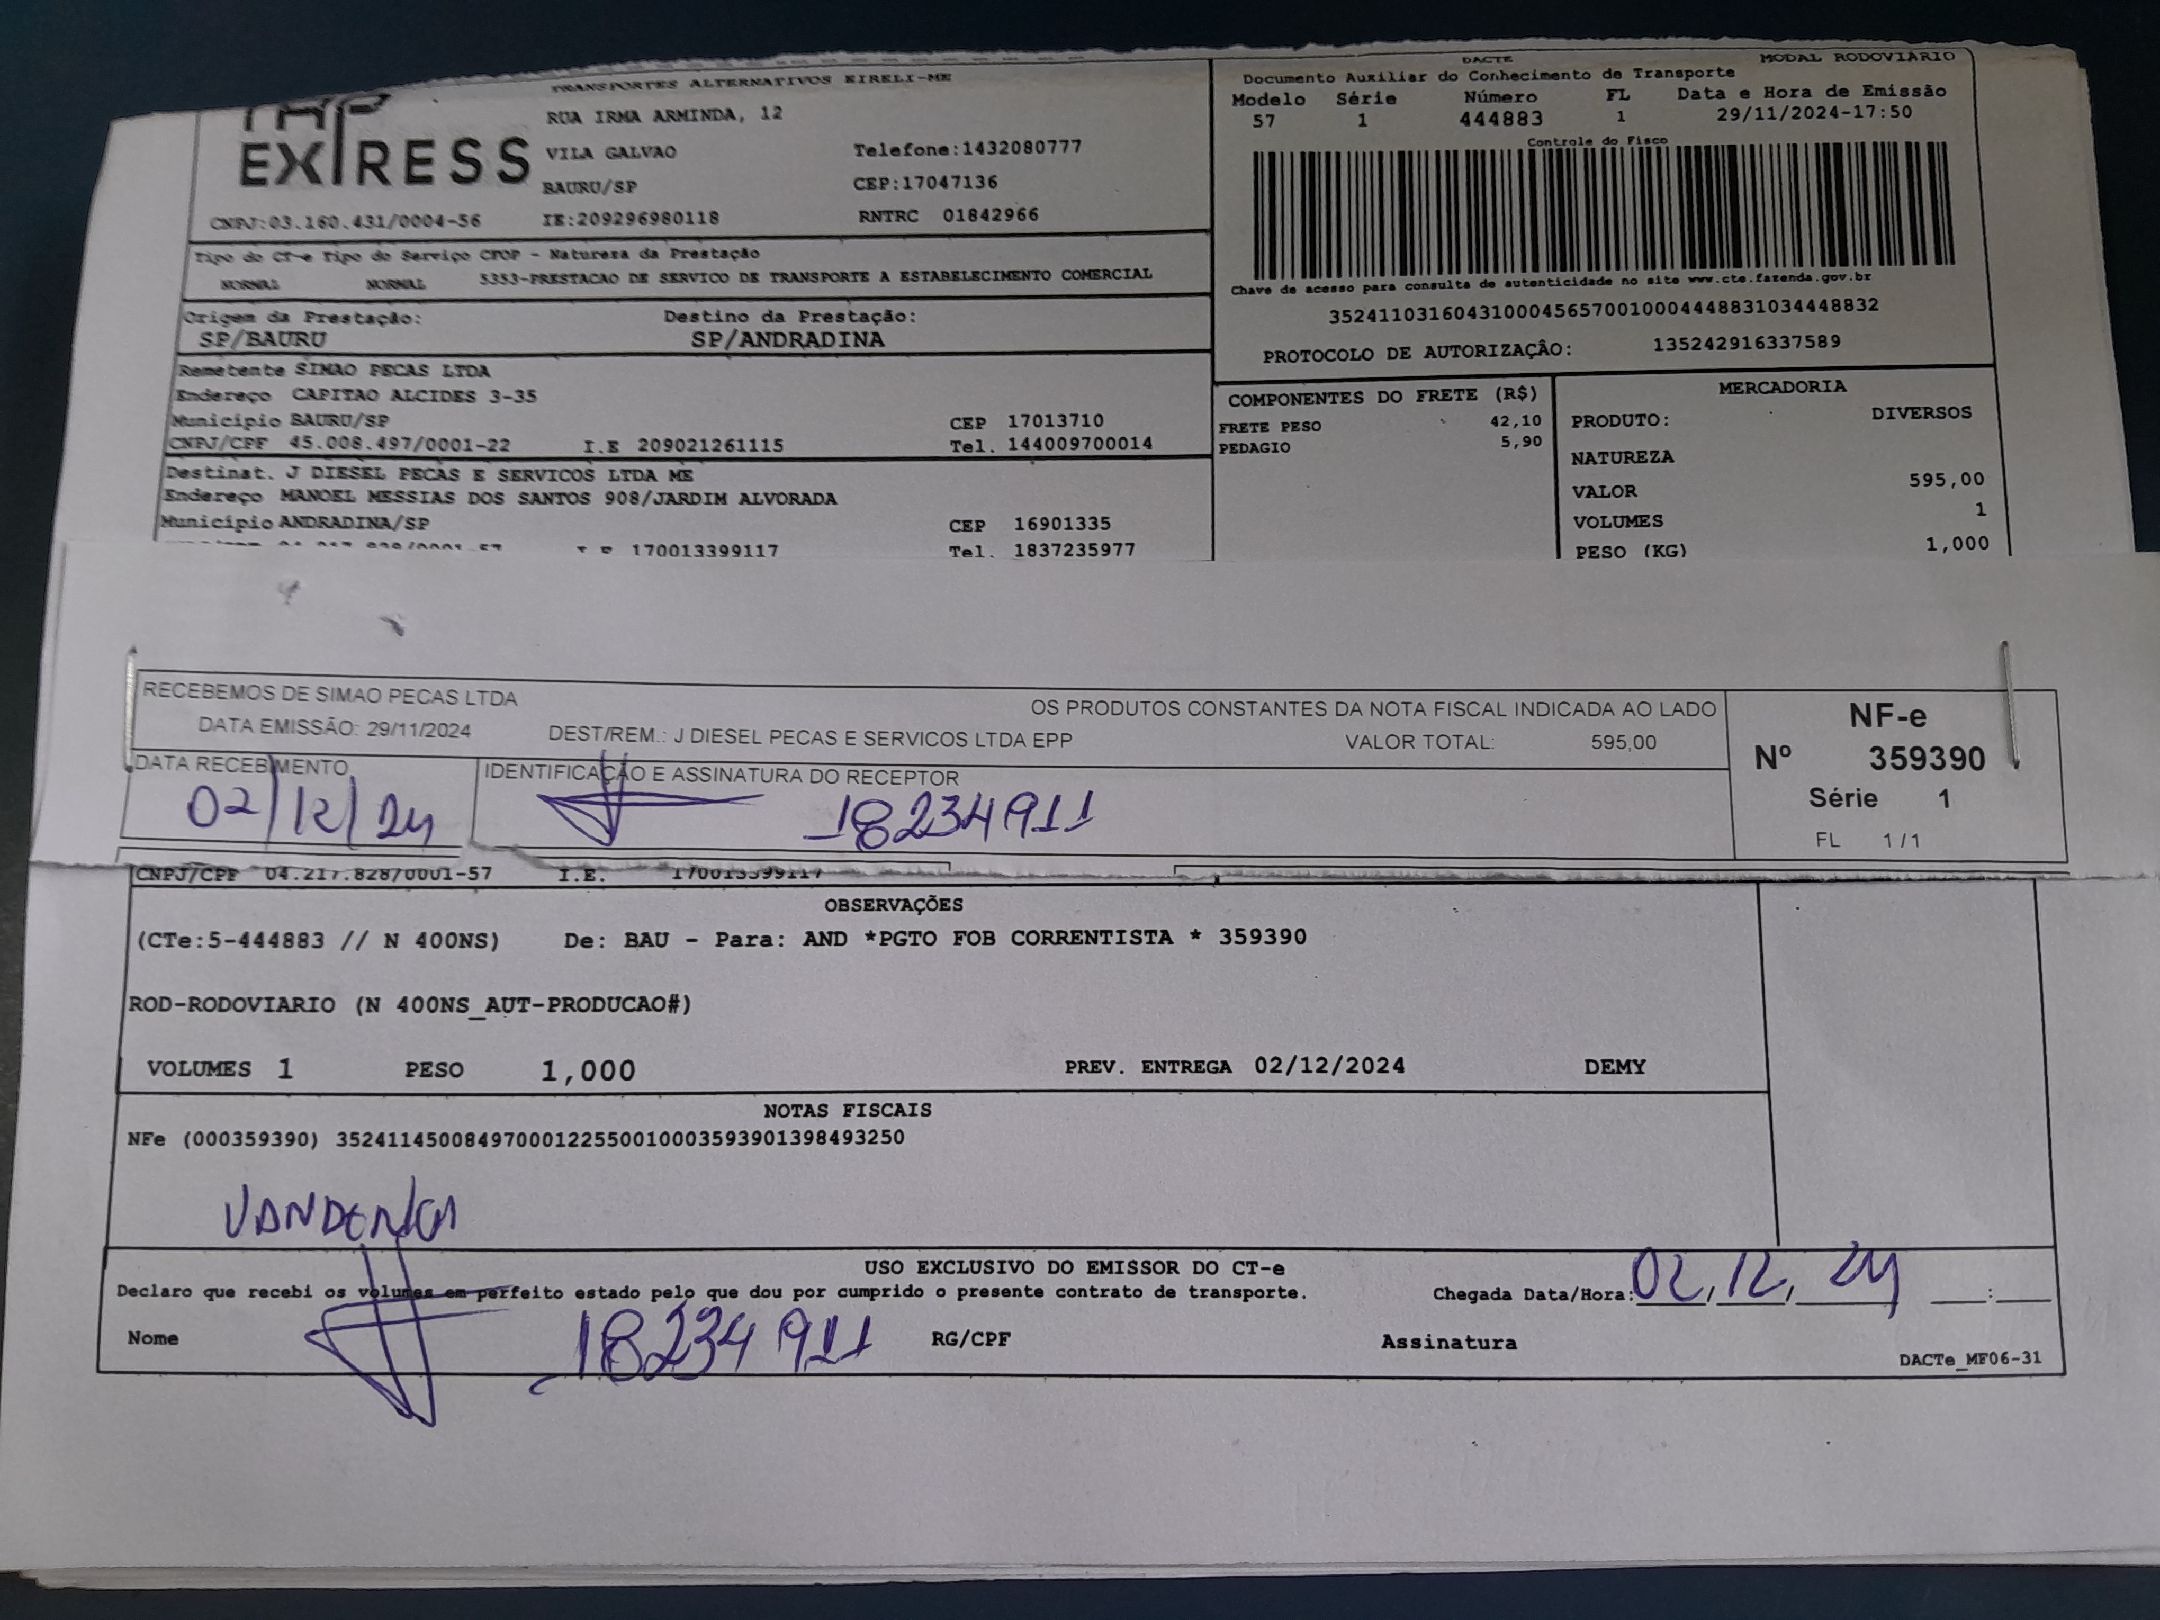 TRANSPORTES ALTERNATIVOS EIRELI-ME
EXPRESS
RUA IRMA ARMINDA, 12
VILA GALVAO Telefone:1432080777
BAURU/SP CEP:17047136
CNPJ:03.160.431/0004-56 IE:209296980118 RNTRC 01842966
Tipo do CT-e Tipo do Serviço CFOP - Natureza da Prestação
NORMAL NORMAL 5353-PRESTACAO DE SERVICO DE TRANSPORTE A ESTABELECIMENTO COMERCIAL
Origem da Prestação: Destino da Prestação:
SP/BAURU SP/ANDRADINA
Remetente SIMAO PECAS LTDA
Endereço CAPITAO ALCIDES 3-35
Municipio BAURU/SP CEP 17013710
CNPJ/CPF 45.008.497/0001-22 I.E 209021261115 Tel. 144009700014
Destinat. J DIESEL PECAS E SERVICOS LTDA ME
Endereço MANOEL MESSIAS DOS SANTOS 908/JARDIM ALVORADA
Municipio ANDRADINA/SP CEP 16901335
I.E 170013399117 Tel. 1837235977
DACTE MODAL RODOVIARIO
Documento Auxiliar do Conhecimento de Transporte
Modelo Série Número FL Data e Hora de Emissão
57 1 444883 1 29/11/2024-17:50
Controle do Fisco
Chave de acesso para consulta de autenticidade no site www.cte.fazenda.gov.br
35241103160431000456570010004448831034448832
PROTOCOLO DE AUTORIZAÇÂO: 135242916337589
COMPONENTES DO FRETE (R$)
FRETE PESO 42,10
PEDAGIO 5,90
MERCADORIA
PRODUTO: DIVERSOS
NATUREZA
VALOR 595,00
VOLUMES 1
PESO (KG) 1,000
RECEBEMOS DE SIMAO PECAS LTDA OS PRODUTOS CONSTANTES DA NOTA FISCAL INDICADA AO LADO
DATA EMISSÃO: 29/11/2024 DEST/REM.: J DIESEL PECAS E SERVICOS LTDA EPP VALOR TOTAL: 595,00
DATA RECEBIMENTO IDENTIFICAÇÃO E ASSINATURA DO RECEPTOR
02/12/24 18234911
NF-e
Nº 359390
Série 1
FL 1 / 1
CNPJ/CPF 04.217.828/0001-57 I.E. 170013399117
OBSERVAÇÕES
(CTe:5-444883 // N 400NS) De: BAU - Para: AND *PGTO FOB CORRENTISTA * 359390
ROD-RODOVIARIO (N 400NS_AUT-PRODUCAO#)
VOLUMES 1 PESO 1,000 PREV. ENTREGA 02/12/2024 DEMY
NOTAS FISCAIS
NFe (000359390) 35241145008497000122550010003593901398493250
USO EXCLUSIVO DO EMISSOR DO CT-e
Declaro que recebi os volumes em perfeito estado pelo que dou por cumprido o presente contrato de transporte. Chegada Data/Hora: 02, 12, 24 __:__
Nome 18234911 RG/CPF Assinatura
DACTe_MF06-31